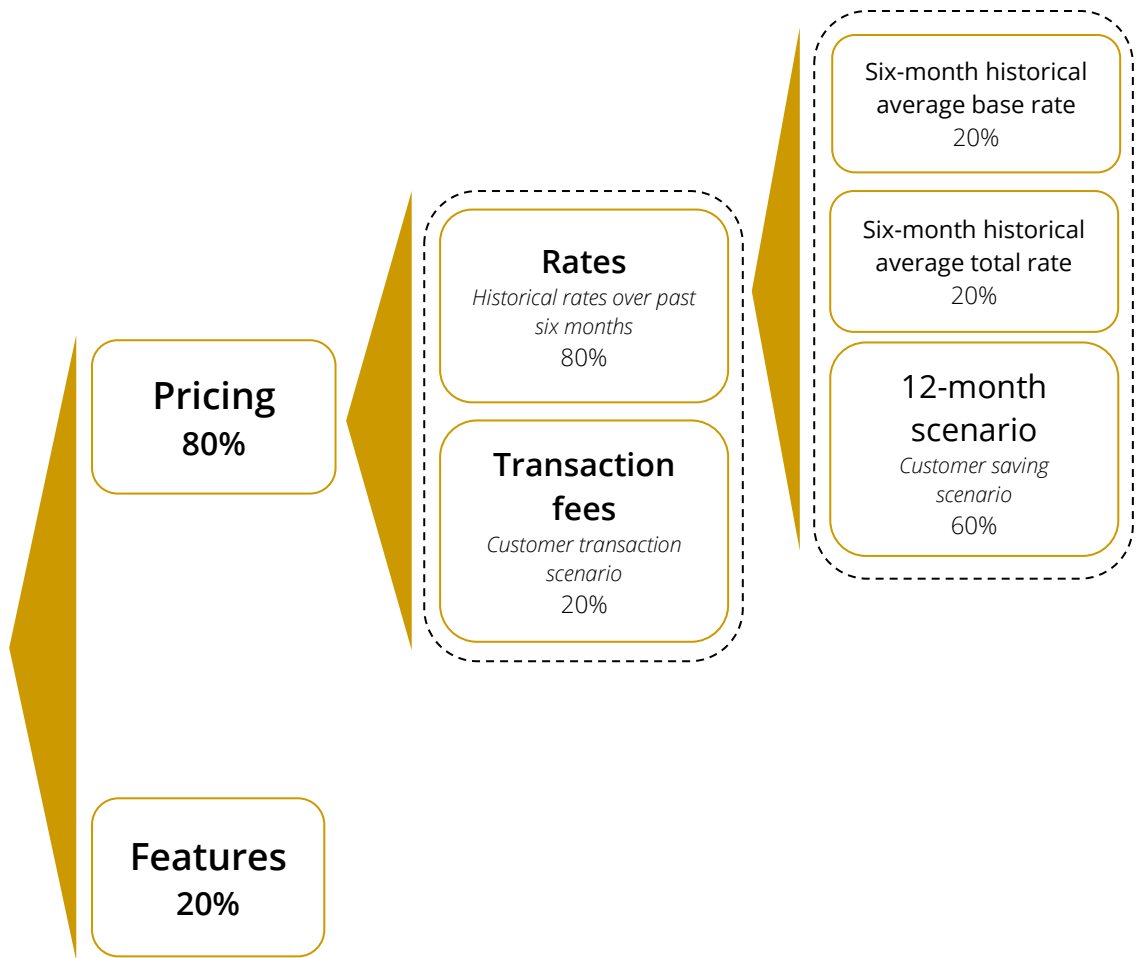 Pricing
80%
Features
20%
Rates
Historical rates over past
six months
80%
Transaction
fees
Customer transaction
scenario
20%
Six-month historical
average base rate
20%
Six-month historical
average total rate
20%
12-month
scenario
Customer saving
scenario
60%